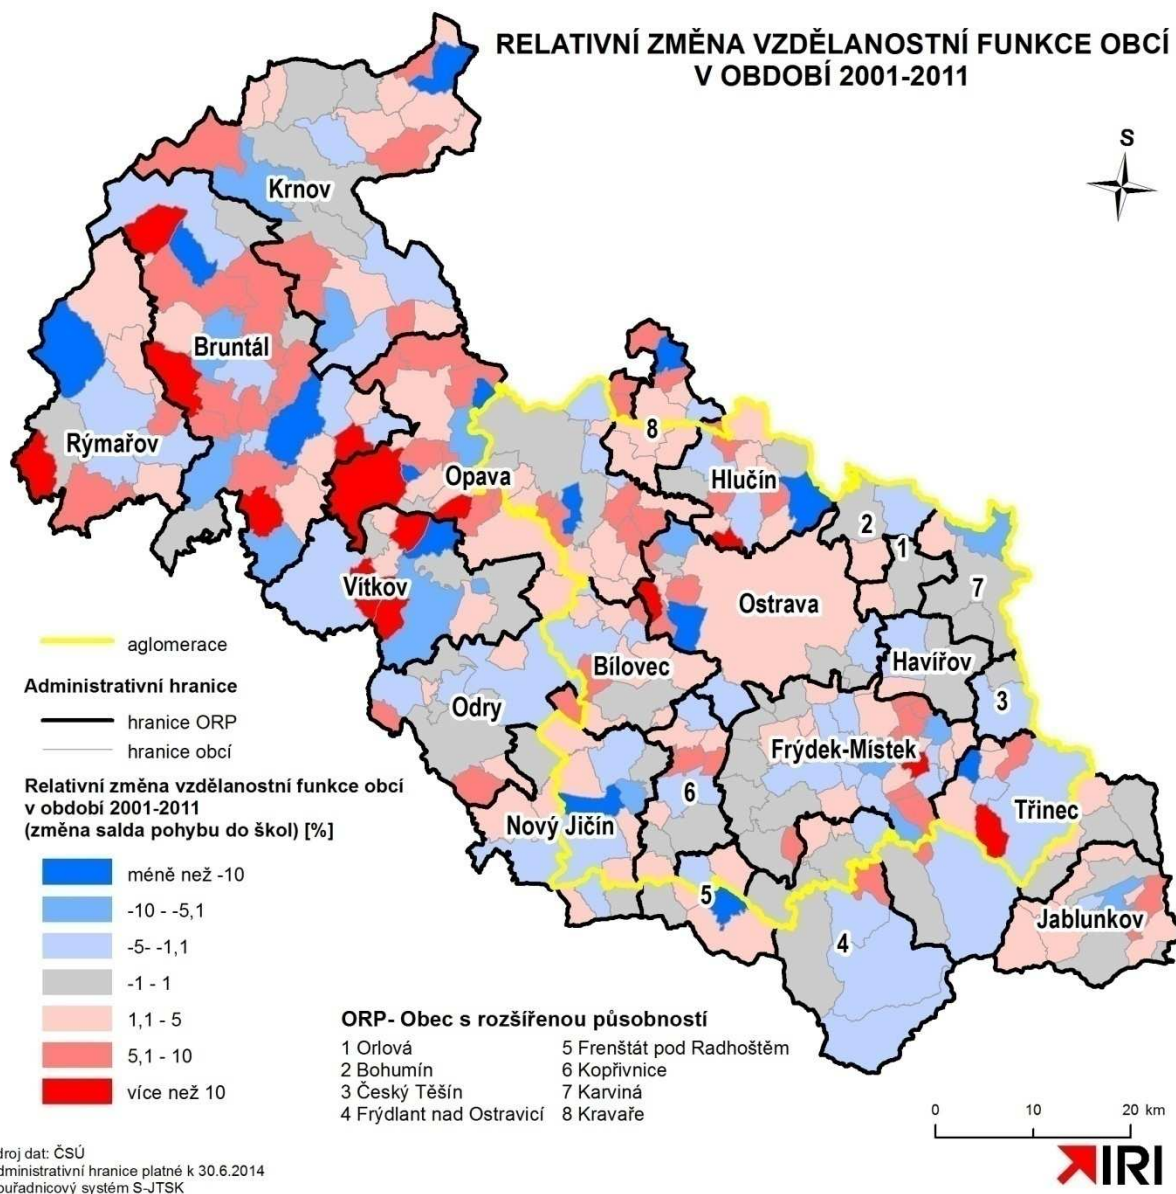 RELATIVNÍ ZMĚNA VZDĚLANOSTNÍ FUNKCE OBCÍ
V OBDOBÍ 2001-2011
S
Krnov
Bruntál
Rýmařov
8
Opava
Hlučín
2
1
7
Vítkov
Ostrava
Bílovec
Havířov
3
Odry
Frýdek-Místek
6
Nový Jičín
Třinec
5
Jablunkov
4
aglomerace
Administrativní hranice
hranice ORP
hranice obcí
Relativní změna vzdělanostní funkce obcí
v období 2001-2011
(změna salda pohybu do škol) [%]
méně než -10
-10 - -5,1
-5- -1,1
-1 - 1
1,1 - 5
5,1 - 10
více než 10
ORP- Obec s rozšířenou působností
1 Orlová
2 Bohumín
3 Český Těšín
4 Frýdlant nad Ostravicí
5 Frenštát pod Radhoštěm
6 Kopřivnice
7 Karviná
8 Kravaře
0 10 20 km
IRI
droj dat: ČSÚ
dministrativní hranice platné k 30.6.2014
ouřadnicový systém S-JTSK